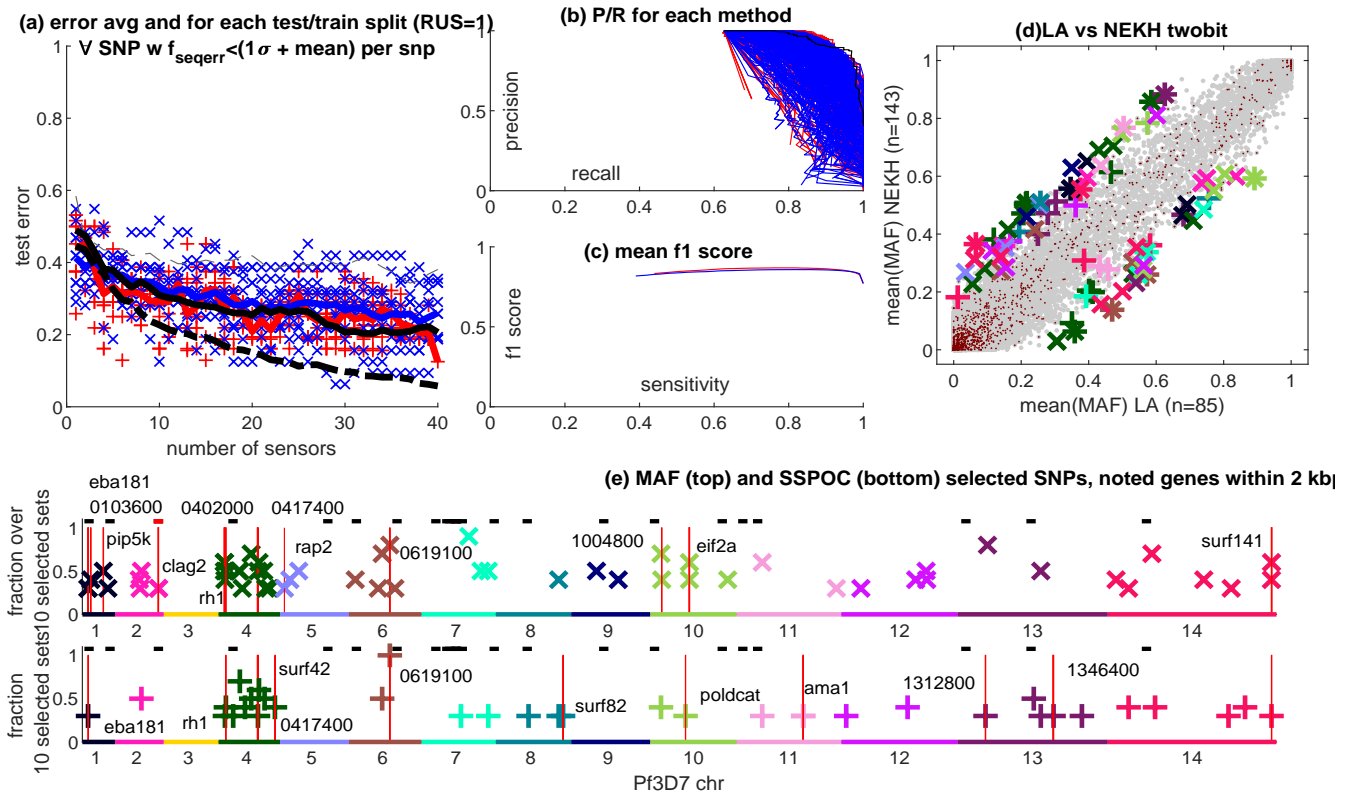 (a) error avg and for each test/train split (RUS=1)
∀ SNP w f_seqerr<(1σ + mean) per snp
test error
1
0.8
0.6
0.4
0.2
0
0 10 20 30 40
number of sensors
(b) P/R for each method
precision
1
0.5
0
recall
0 0.2 0.4 0.6 0.8 1
(c) mean f1 score
f1 score
1
0.5
0
sensitivity
0 0.2 0.4 0.6 0.8 1
(d)LA vs NEKH twobit
mean(MAF) NEKH (n=143)
1
0.8
0.6
0.4
0.2
0
0 0.2 0.4 0.6 0.8 1
mean(MAF) LA (n=85)
(e) MAF (top) and SSPOC (bottom) selected SNPs, noted genes within 2 kbp
eba181
0103600 0402000 0417400
pip5k clag2 rh1 rap2 0619100 1004800 eif2a surf141
fraction over
10 selected sets
1
0.5
0
1 2 3 4 5 6 7 8 9 10 11 12 13 14
eba181 rh1 surf42 0417400 0619100 surf82 poldcat ama1 1312800 1346400
fraction
10 selected sets
1
0.5
0
1 2 3 4 5 6 7 8 9 10 11 12 13 14
Pf3D7 chr